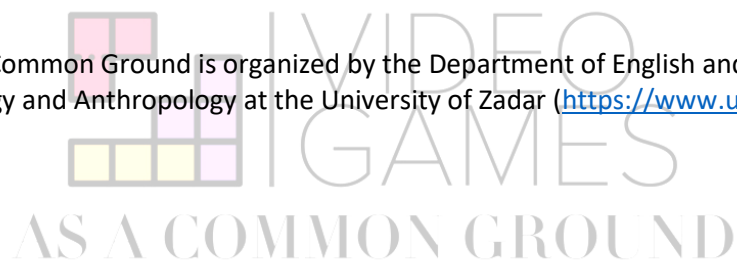 VIDEO
Common Ground is organized by the Department of English and
gy and Anthropology at the University of Zadar (https://www.u
GAMES
AS A COMMON GROUND